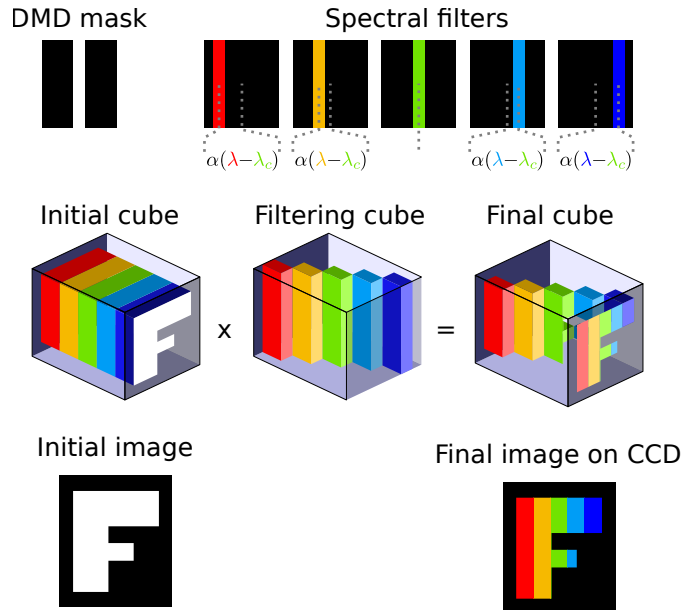 DMD mask
Spectral filters
α(λ−λc) α(λ−λc) α(λ−λc) α(λ−λc)
Initial cube
Filtering cube
Final cube
x
=
Initial image
Final image on CCD